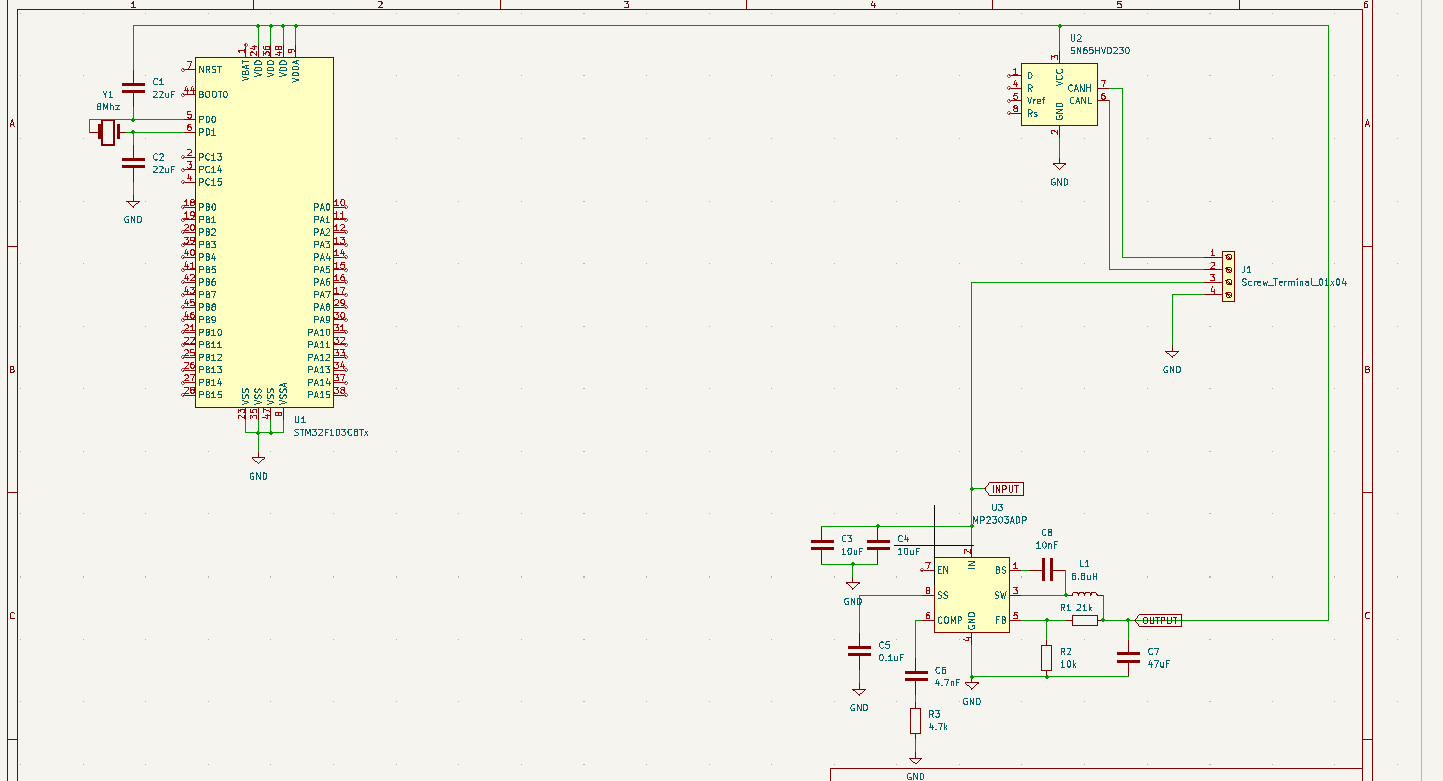 1 2 3 4 5 6
A
B
C
A
B
C
C1
22uF
Y1
8Mhz
C2
22uF
GND
1 24 36 48 9
VBAT VDD VDD VDD VDDA
7 NRST
44 BOOT0
5 PD0
6 PD1
2 PC13
3 PC14
4 PC15
18 PB0 PA0 10
19 PB1 PA1 11
20 PB2 PA2 12
39 PB3 PA3 13
40 PB4 PA4 14
41 PB5 PA5 15
42 PB6 PA6 16
43 PB7 PA7 17
45 PB8 PA8 29
46 PB9 PA9 30
21 PB10 PA10 31
22 PB11 PA11 32
25 PB12 PA12 33
26 PB13 PA13 34
27 PB14 PA14 37
28 PB15 PA15 38
VSS VSS VSS VSSA
23 35 47 8
U1
STM32F103C8Tx
GND
U2
SN65HVD230
3
VCC
1 D
4 R
5 Vref
8 Rs
CANH 7
CANL 6
GND
2
GND
1
2
3
4
J1
Screw_Terminal_01x04
GND
INPUT
U3
MP2303ADP
C3
10uF
C4
10uF
GND
2
IN
7 EN
8 SS
6 COMP
BS 1
SW 3
FB 5
GND
4
C8
10nF
L1
6.8uH
R1 21k
OUTPUT
R2
10k
C7
47uF
GND
C5
0.1uF
GND
C6
4.7nF
R3
4.7k
GND